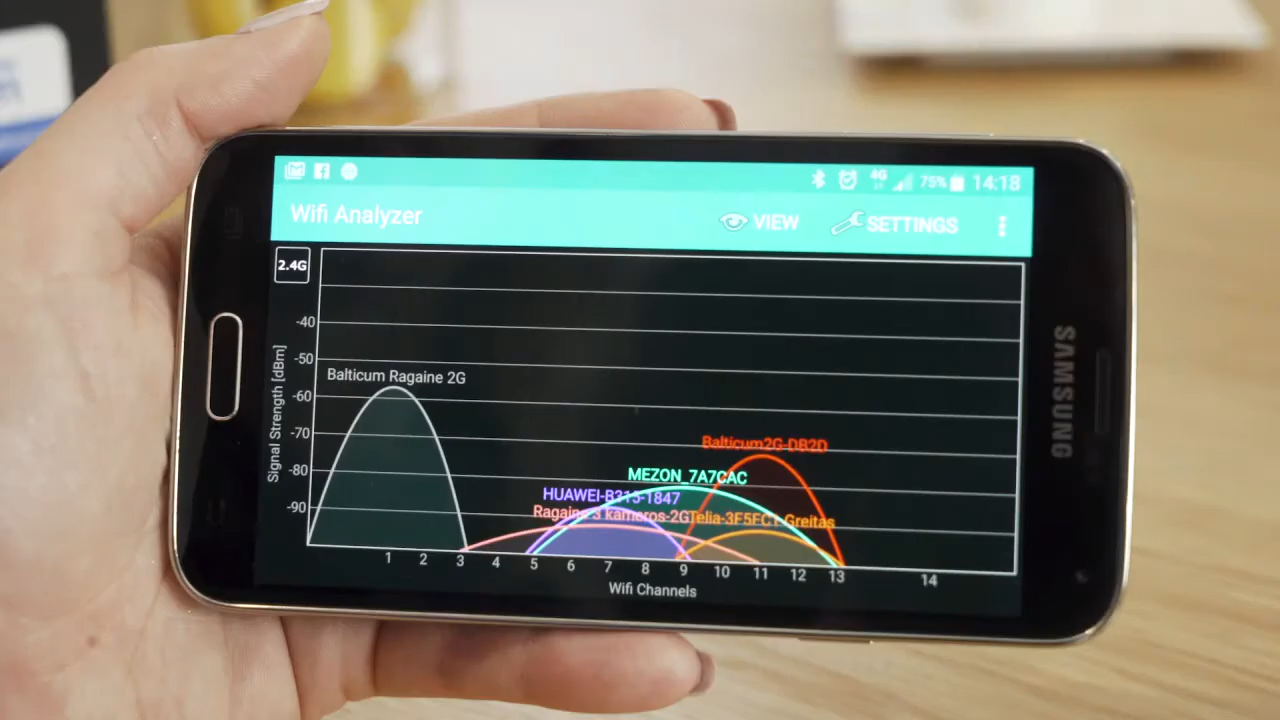 4G 75% 14:18
Wifi Analyzer VIEW SETTINGS
2.4G
-40
-50
-60
-70
-80
-90
Signal Strength [dBm]
Balticum Ragaine 2G
Balticum2G-DB2D
MEZON_7A7CAC
HUAWEI-B315-1847
Ragaines kameros-2G
Telia-3F5FC1-Greitas
1 2 3 4 5 6 7 8 9 10 11 12 13 14
Wifi Channels
SAMSUNG